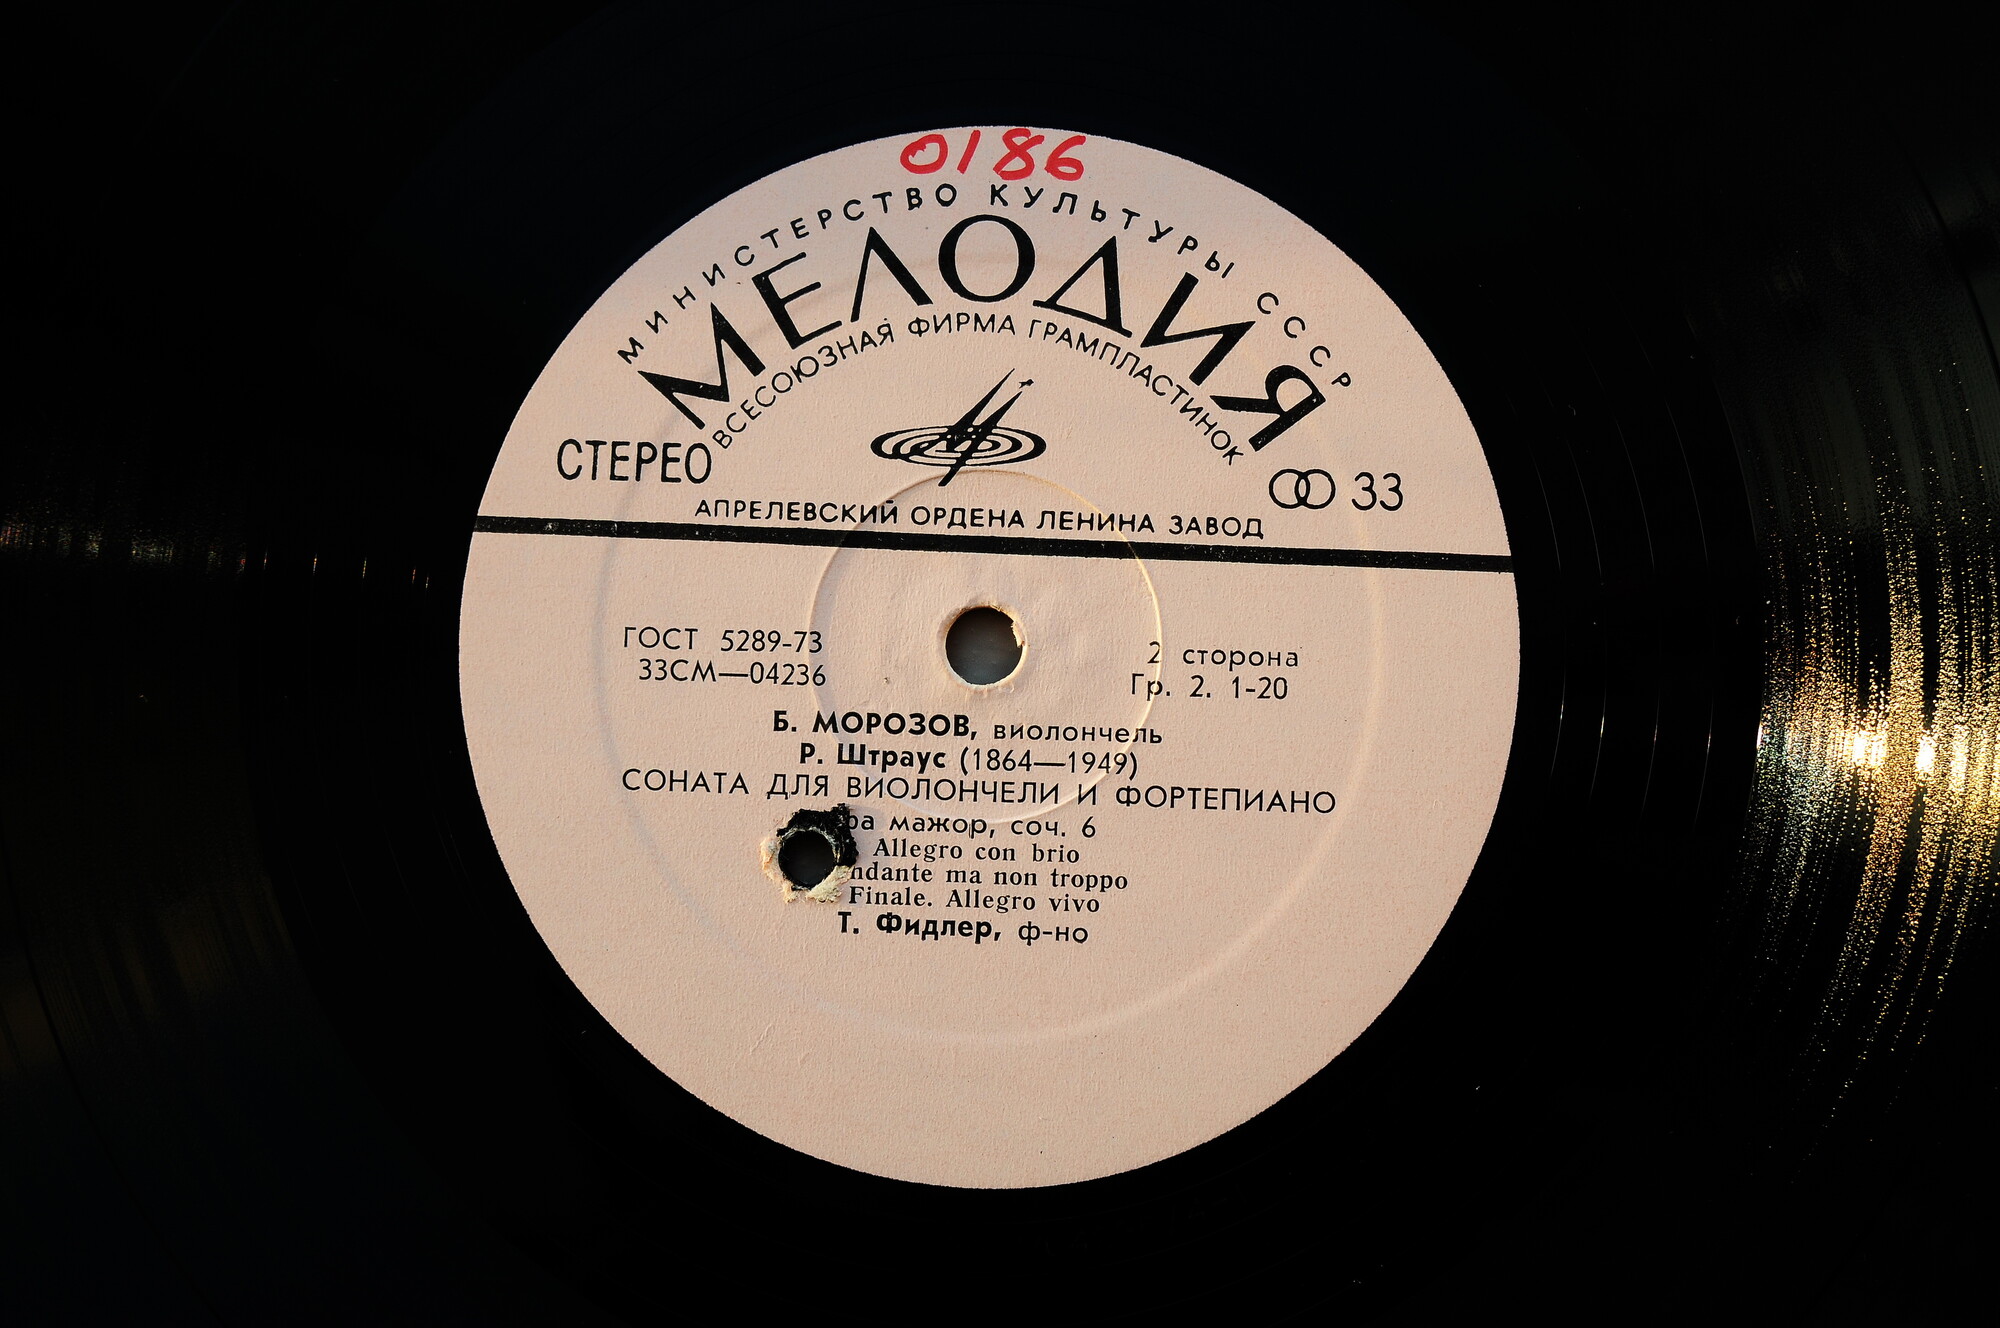 0186
МИНИСТЕРСТВО КУЛЬТУРЫ СССР
МЕЛОДИЯ
ВСЕСОЮЗНАЯ ФИРМА ГРАМПЛАСТИНОК
СТЕРЕО
33
АПРЕЛЕВСКИЙ ОРДЕНА ЛЕНИНА ЗАВОД
ГОСТ 5289-73
33СМ—04236
2 сторона
Гр. 2. 1-20
Б. МОРОЗОВ, виолончель
Р. Штраус (1864—1949)
СОНАТА ДЛЯ ВИОЛОНЧЕЛИ И ФОРТЕПИАНО
мажор, соч. 6
Allegro con brio
ma non troppo
Finale. Allegro vivo
Т. Фидлер, ф-но